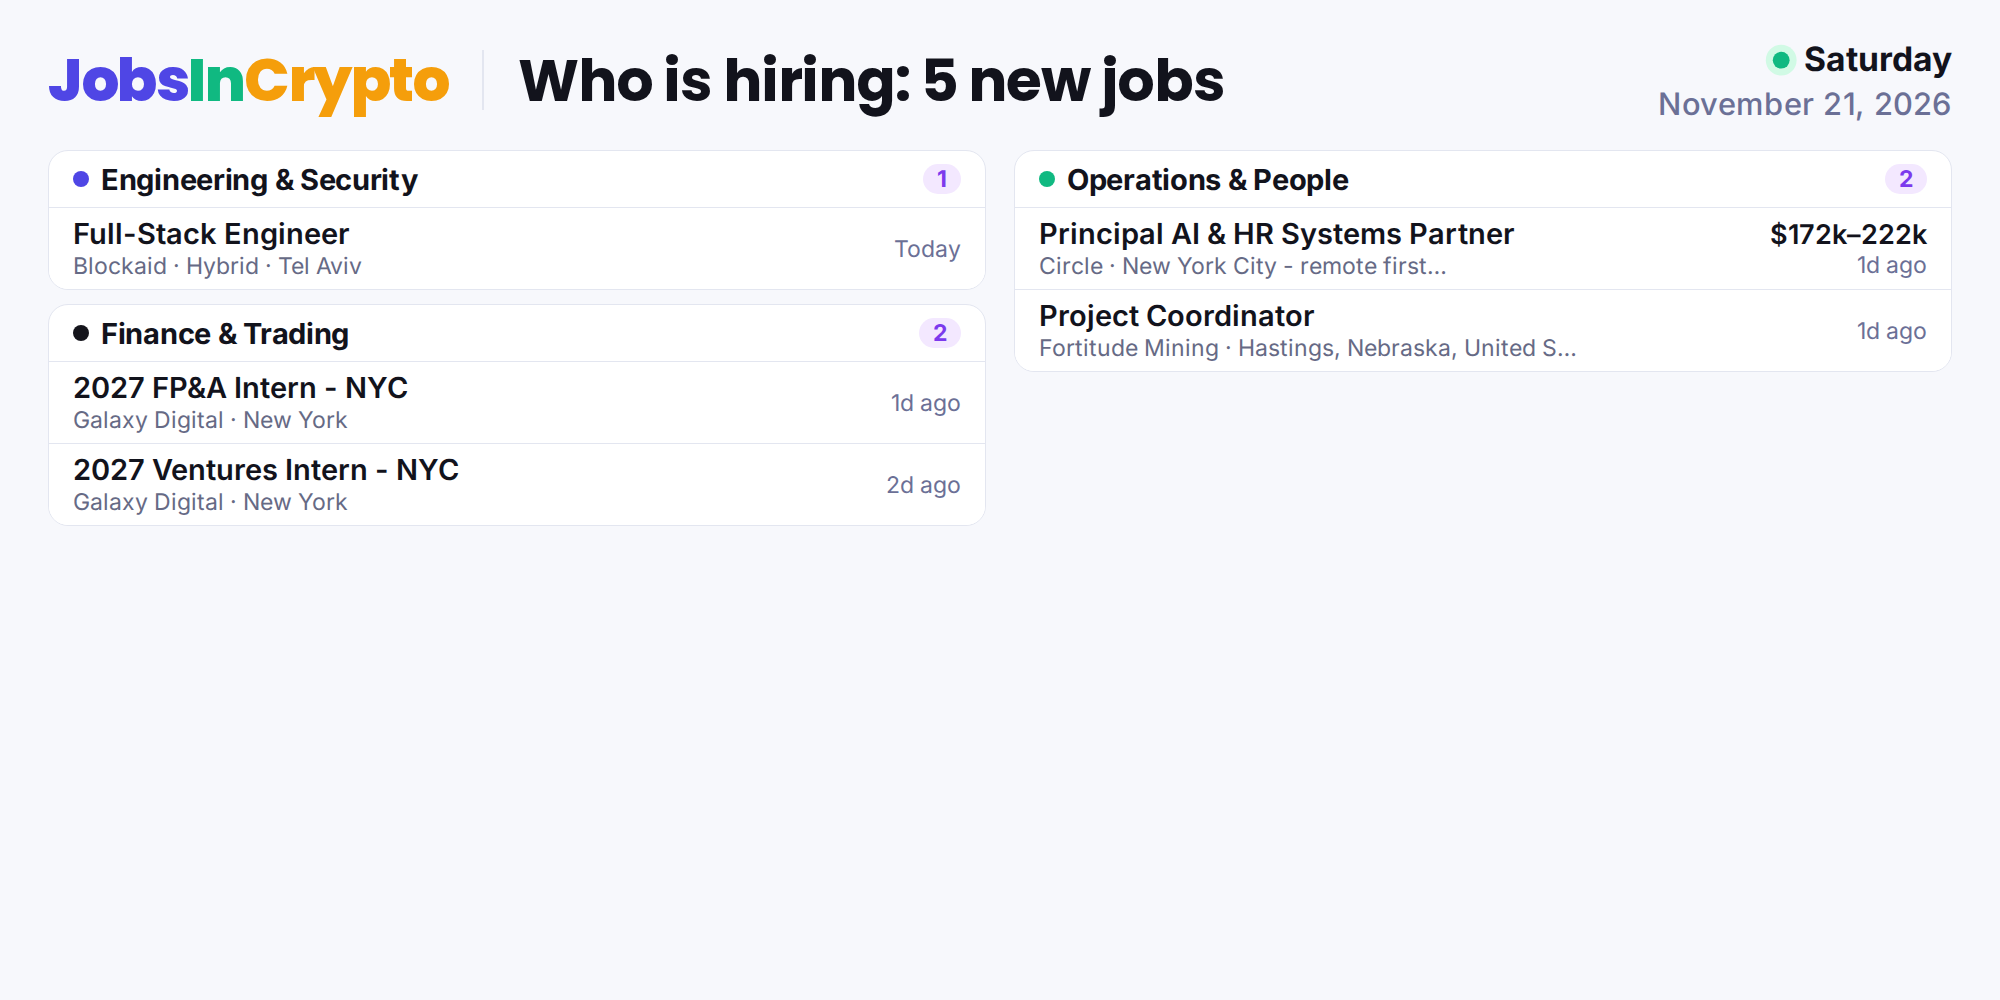 JobsInCrypto
Who is hiring: 5 new jobs
Saturday
November 21, 2026
Engineering & Security
1
Full-Stack Engineer
Blockaid · Hybrid · Tel Aviv
Today
Finance & Trading
2
2027 FP&A Intern - NYC
Galaxy Digital · New York
1d ago
2027 Ventures Intern - NYC
Galaxy Digital · New York
2d ago
Operations & People
2
Principal AI & HR Systems Partner
Circle · New York City - remote first...
$172k–222k
1d ago
Project Coordinator
Fortitude Mining · Hastings, Nebraska, United S...
1d ago